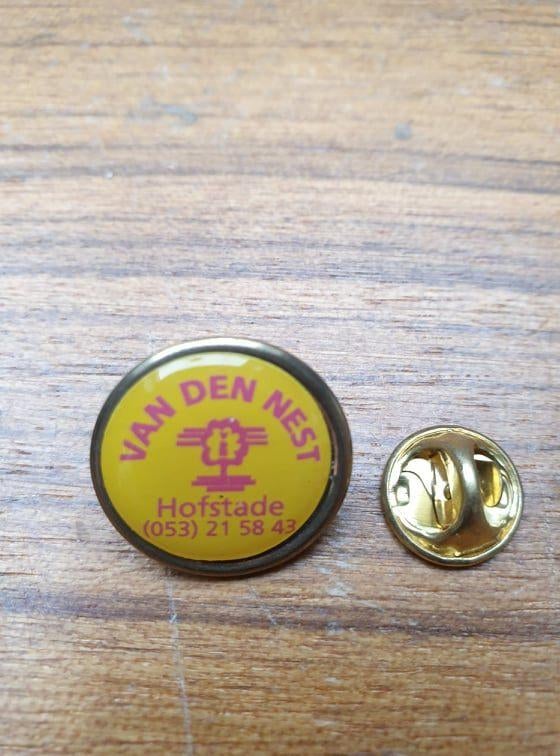 VAN DEN NEST
Hofstade
(053) 21 58 43